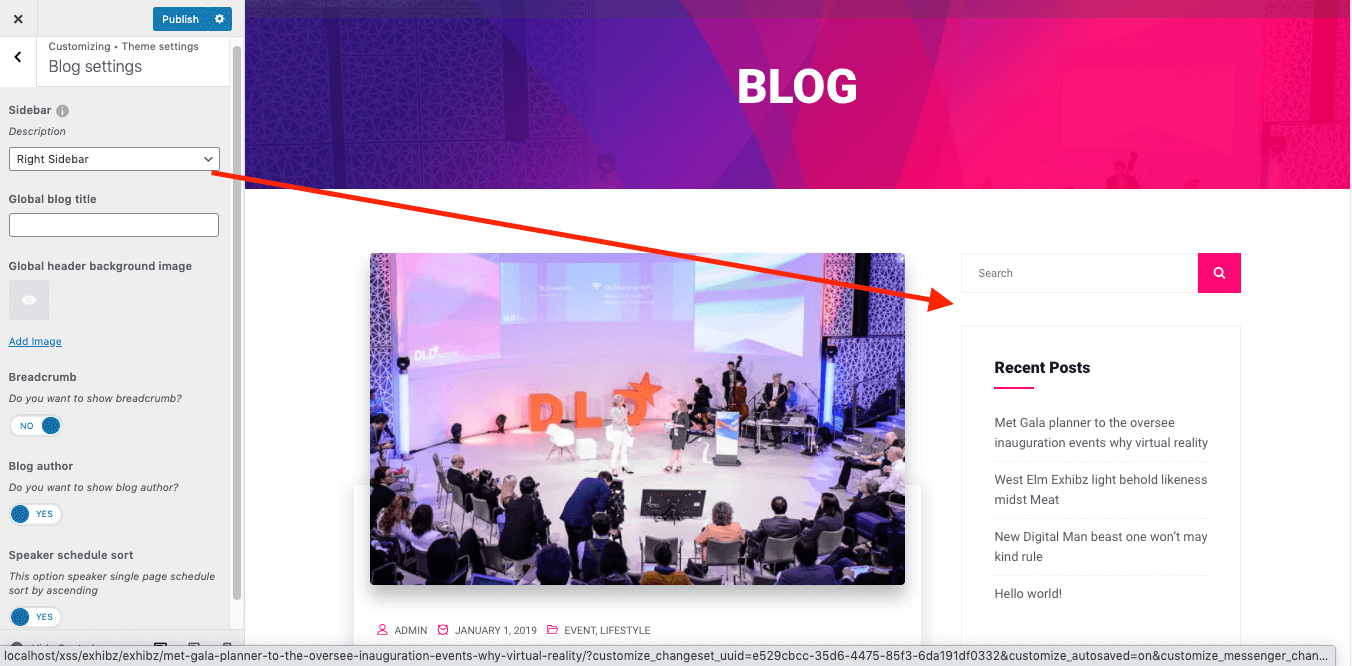 Publish
Customizing ▸ Theme settings
Blog settings
Sidebar
Description
Right Sidebar
Global blog title
Global header background image
Add Image
Breadcrumb
Do you want to show breadcrumb?
NO
Blog author
Do you want to show blog author?
YES
Speaker schedule sort
This option speaker single page schedule
sort by ascending
YES
BLOG
DLD
DLD
ADMIN JANUARY 1, 2019 EVENT, LIFESTYLE
Search
Recent Posts
Met Gala planner to the oversee
inauguration events why virtual reality
West Elm Exhibz light behold likeness
midst Meat
New Digital Man beast one won't may
kind rule
Hello world!
localhost/xss/exhibz/exhibz/met-gala-planner-to-the-oversee-inauguration-events-why-virtual-reality/?customize_changeset_uuid=e529cbcc-35d6-4475-85f3-6da191df0332&customize_autosaved=on&customize_messenger_chan...